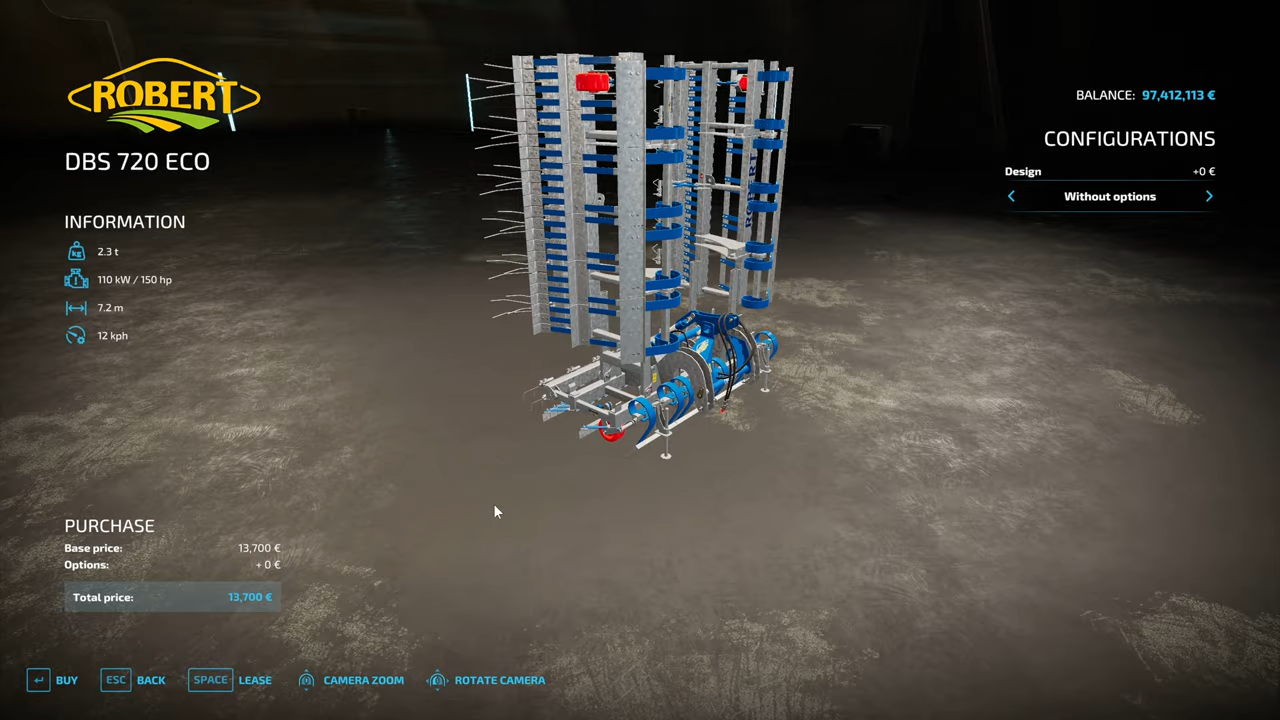 ROBERT
DBS 720 ECO
INFORMATION
kg 2.3 t
110 kW / 150 hp
7.2 m
12 kph
BALANCE: 97,412,113 €
CONFIGURATIONS
Design +0 €
Without options
PURCHASE
Base price: 13,700 €
Options: + 0 €
Total price: 13,700 €
BUY ESC BACK SPACE LEASE CAMERA ZOOM ROTATE CAMERA